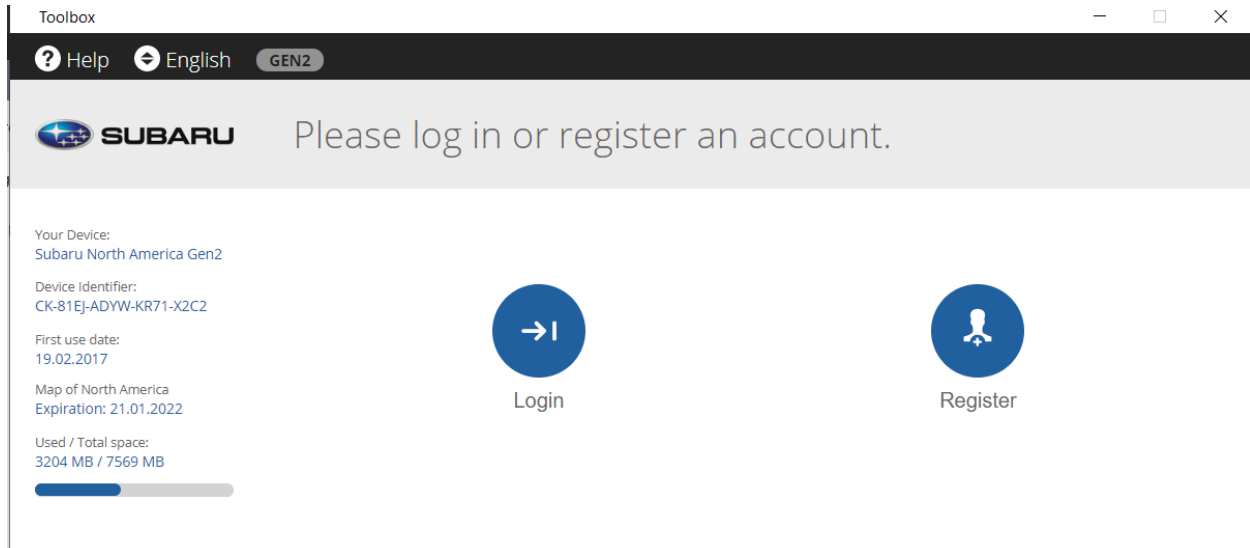 Toolbox
Help English GEN2
SUBARU
Please log in or register an account.
Your Device:
Subaru North America Gen2
Device Identifier:
CK-81EJ-ADYW-KR71-X2C2
First use date:
19.02.2017
Map of North America
Expiration: 21.01.2022
Used / Total space:
3204 MB / 7569 MB
Login
Register